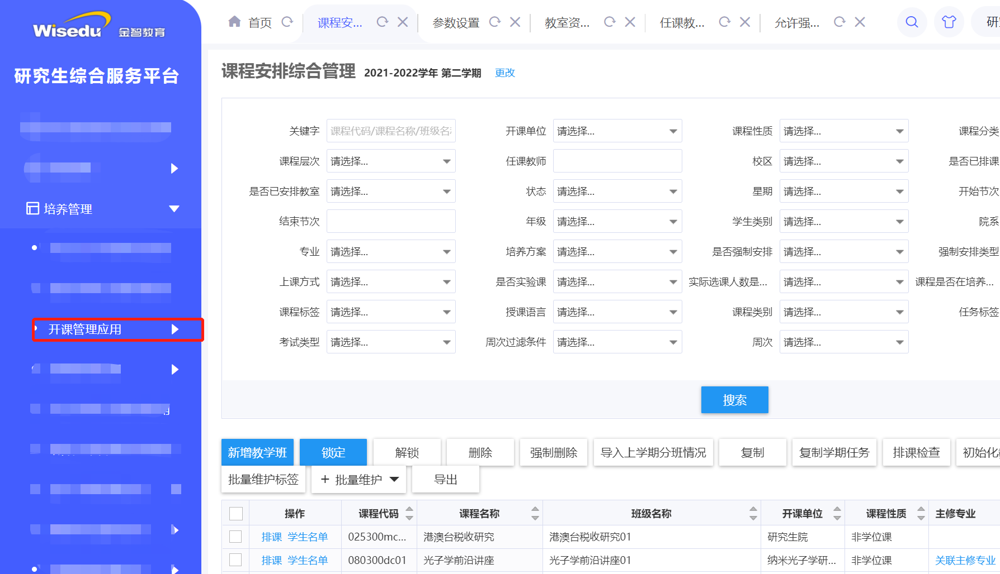 Wisedu 金智教育
研究生综合服务平台
培养管理
开课管理应用
首页
课程安...
参数设置
教室资...
任课教...
允许强...
课程安排综合管理 2021-2022学年 第二学期 更改
关键字 课程代码/课程名称/班级名称 开课单位 请选择... 课程性质 请选择... 课程分类
课程层次 请选择... 任课教师 校区 请选择... 是否已排课
是否已安排教室 请选择... 状态 请选择... 星期 请选择... 开始节次
结束节次 年级 请选择... 学生类别 请选择... 院系
专业 请选择... 培养方案 请选择... 是否强制安排 请选择... 强制安排类型
上课方式 请选择... 是否实验课 请选择... 实际选课人数是... 请选择... 课程是否在培养...
课程标签 请选择... 授课语言 请选择... 课程类别 请选择... 任务标签
考试类型 请选择... 周次过滤条件 请选择... 周次 请选择...
搜索
新增教学班 锁定 解锁 删除 强制删除 导入上学期分班情况 复制 复制学期任务 排课检查 初始化
批量维护标签 + 批量维护 导出
操作 课程代码 课程名称 班级名称 开课单位 课程性质 主修专业
排课 学生名单 025300mc... 港澳台税收研究 港澳台税收研究01 研究生院 非学位课
排课 学生名单 080300dc01 光子学前沿讲座 光子学前沿讲座01 纳米光子学研... 非学位课 关联主修专业